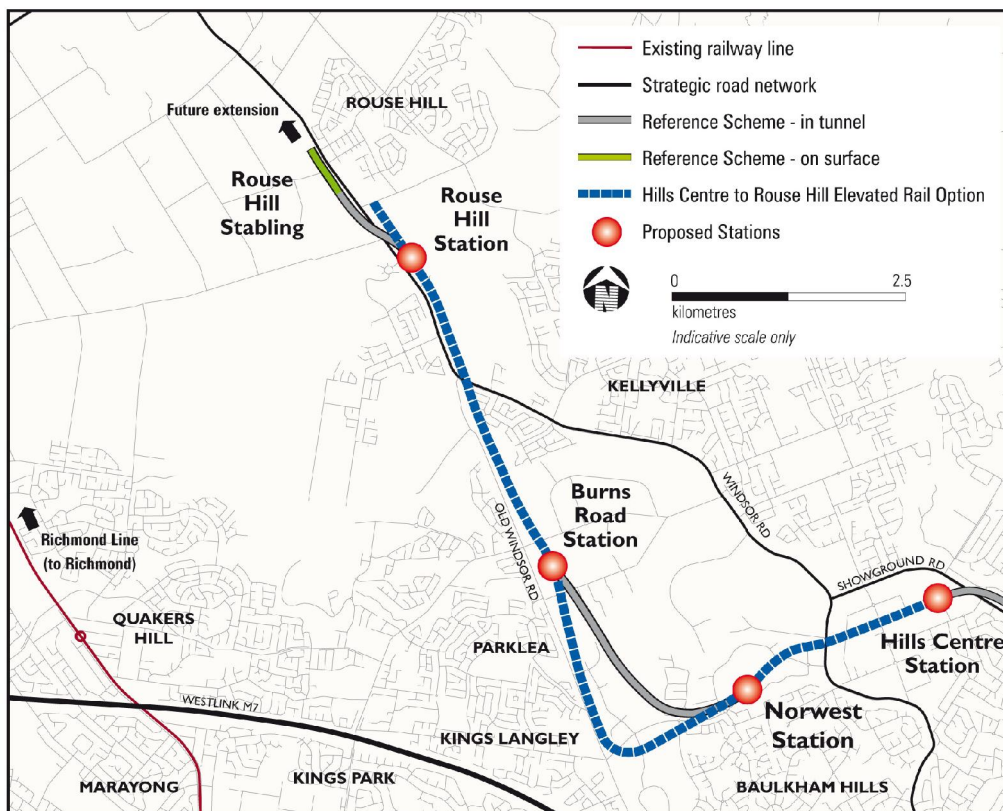 Existing railway line
Strategic road network
Reference Scheme - in tunnel
Reference Scheme - on surface
Hills Centre to Rouse Hill Elevated Rail Option
Proposed Stations
0
2.5
kilometres
Indicative scale only
ROUSE HILL
Future extension
Rouse
Hill
Stabling
Rouse
Hill
Station
KELLYVILLE
WINDSOR RD
Burns
Road
Station
OLD WINDSOR RD
SHOWGROUND RD
Richmond Line
(to Richmond)
QUAKERS
HILL
PARKLEA
Hills Centre
Station
WESTLINK M7
KINGS LANGLEY
Norwest
Station
MARAYONG
KINGS PARK
BAULKHAM HILLS